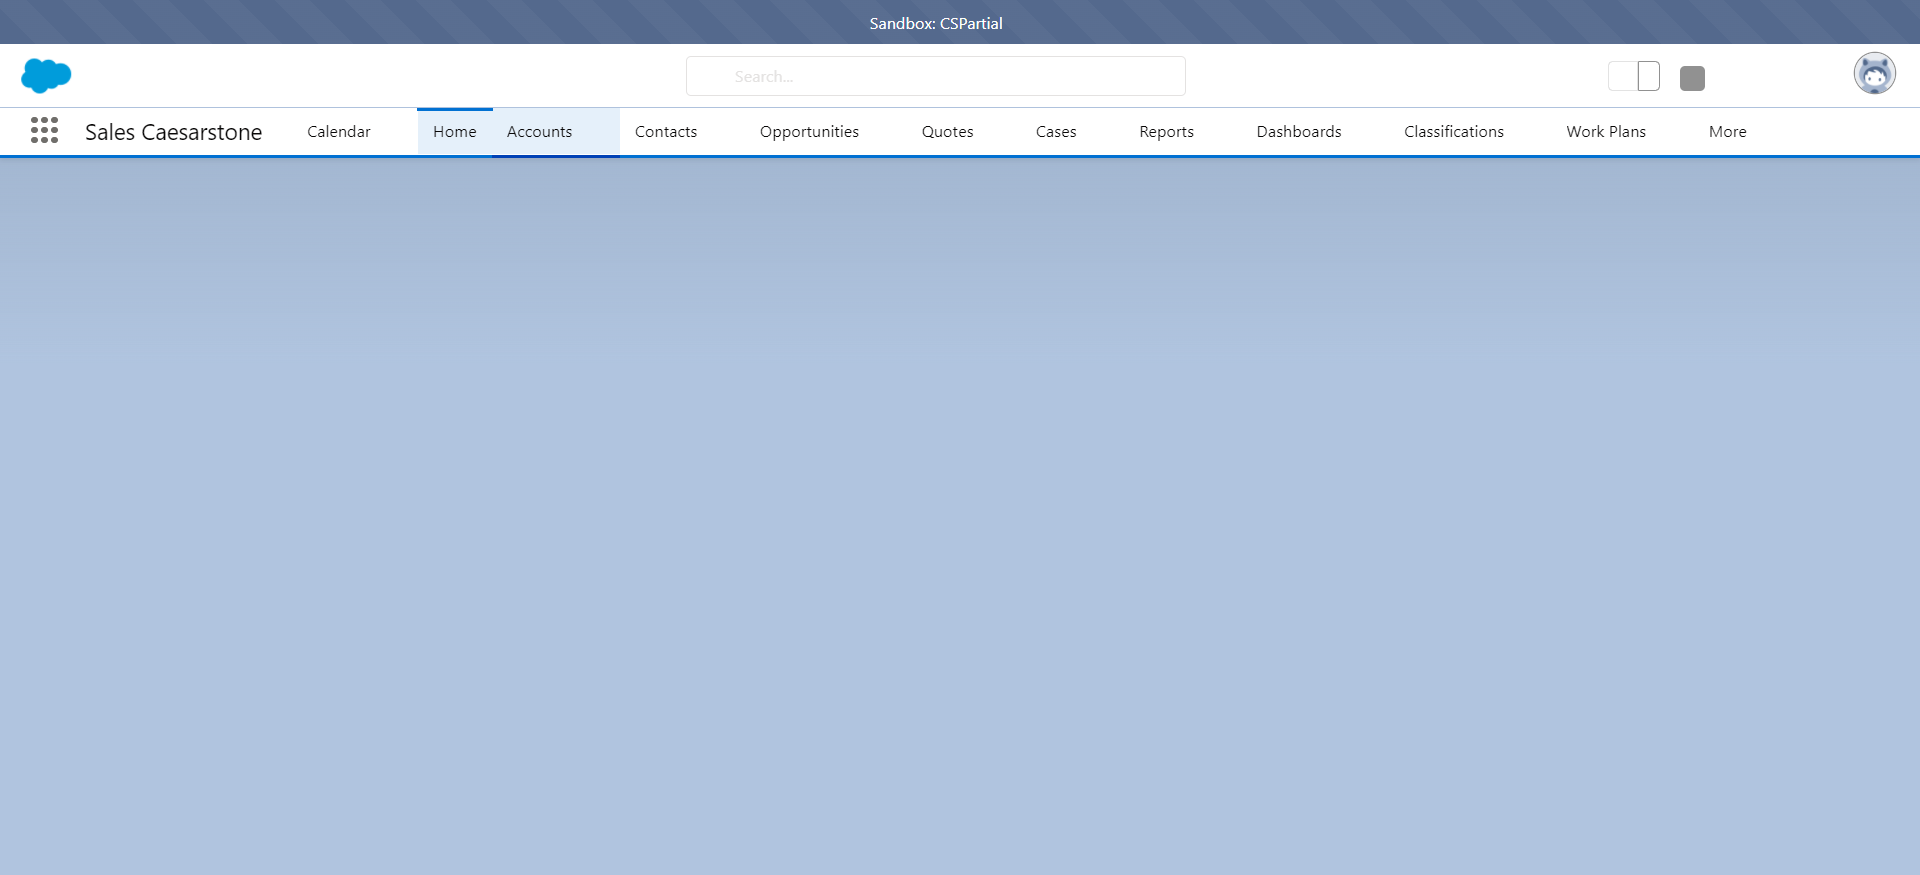 Sandbox: CSPartial
Search...
Sales Caesarstone Calendar Home Accounts Contacts Opportunities Quotes Cases Reports Dashboards Classifications Work Plans More